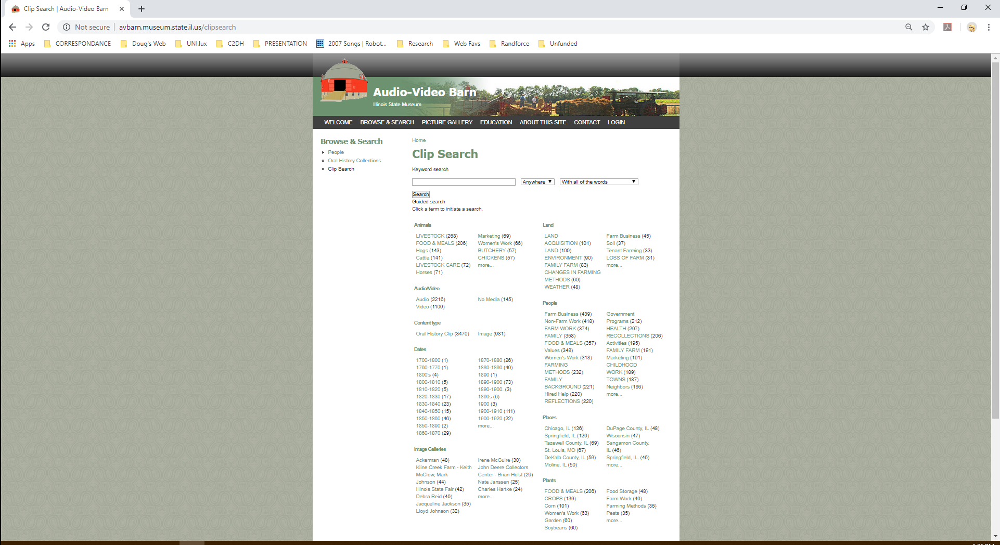 Clip Search | Audio-Video Barn
Not secure
avbarn.museum.state.il.us/clipsearch
Apps
CORRESPONDANCE
Doug's Web
UNI.lux
C2DH
PRESENTATION
2007 Songs | Robot...
Research
Web Favs
Randforce
Unfunded
Audio-Video Barn
Illinois State Museum
WELCOME
BROWSE & SEARCH
PICTURE GALLERY
EDUCATION
ABOUT THIS SITE
CONTACT
LOGIN
Browse & Search
People
Oral History Collections
Clip Search
Home
Clip Search
Keyword search
Anywhere
With all of the words
Search
Guided search
Click a term to initiate a search.
Animals
LIVESTOCK (268)
FOOD & MEALS (206)
Hogs (143)
Cattle (141)
LIVESTOCK CARE (72)
Horses (71)
Marketing (69)
Women's Work (66)
BUTCHERY (57)
CHICKENS (57)
more...
Audio/Video
Audio (2216)
Video (1109)
No Media (145)
Content type
Oral History Clip (3470)
Image (981)
Dates
1700-1800 (1)
1760-1770 (1)
1800's (4)
1800-1810 (5)
1810-1820 (5)
1820-1830 (17)
1830-1840 (23)
1840-1850 (15)
1850-1860 (46)
1850-1890 (2)
1860-1870 (29)
1870-1880 (26)
1880-1890 (40)
1890 (1)
1890-1900 (73)
1890-1900. (3)
1890s (6)
1900 (3)
1900-1910 (111)
1900-1920 (22)
more...
Image Galleries
Ackerman (48)
Kline Creek Farm - Keith
McClow, Mark
Johnson (44)
Illinois State Fair (42)
Debra Reid (40)
Jacqueline Jackson (35)
Lloyd Johnson (32)
Irene McGuire (30)
John Deere Collectors
Center - Brian Holst (26)
Nate Janssen (25)
Charles Hartke (24)
more...
Land
LAND
ACQUISITION (101)
LAND (100)
ENVIRONMENT (90)
FAMILY FARM (83)
CHANGES IN FARMING
METHODS (60)
WEATHER (48)
Farm Business (45)
Soil (37)
Tenant Farming (33)
LOSS OF FARM (31)
more...
People
Farm Business (439)
Non-Farm Work (418)
FARM WORK (374)
FAMILY (358)
FOOD & MEALS (357)
Values (348)
Women's Work (318)
FARMING
METHODS (232)
FAMILY
BACKGROUND (221)
Hired Help (220)
REFLECTIONS (220)
Government
Programs (212)
HEALTH (207)
RECOLLECTIONS (206)
Activities (195)
FAMILY FARM (191)
Marketing (191)
CHILDHOOD
WORK (189)
TOWNS (187)
Neighbors (186)
more...
Places
Chicago, IL (136)
Springfield, IL (120)
Tazewell County, IL (69)
St. Louis, MO (67)
DeKalb County, IL (59)
Moline, IL (50)
DuPage County, IL (48)
Wisconsin (47)
Sangamon County,
IL (46)
Springfield, IL. (45)
more...
Plants
FOOD & MEALS (206)
CROPS (139)
Corn (101)
Women's Work (63)
Garden (60)
Soybeans (60)
Food Storage (48)
Farm Work (40)
Farming Methods (36)
Pests (35)
more...